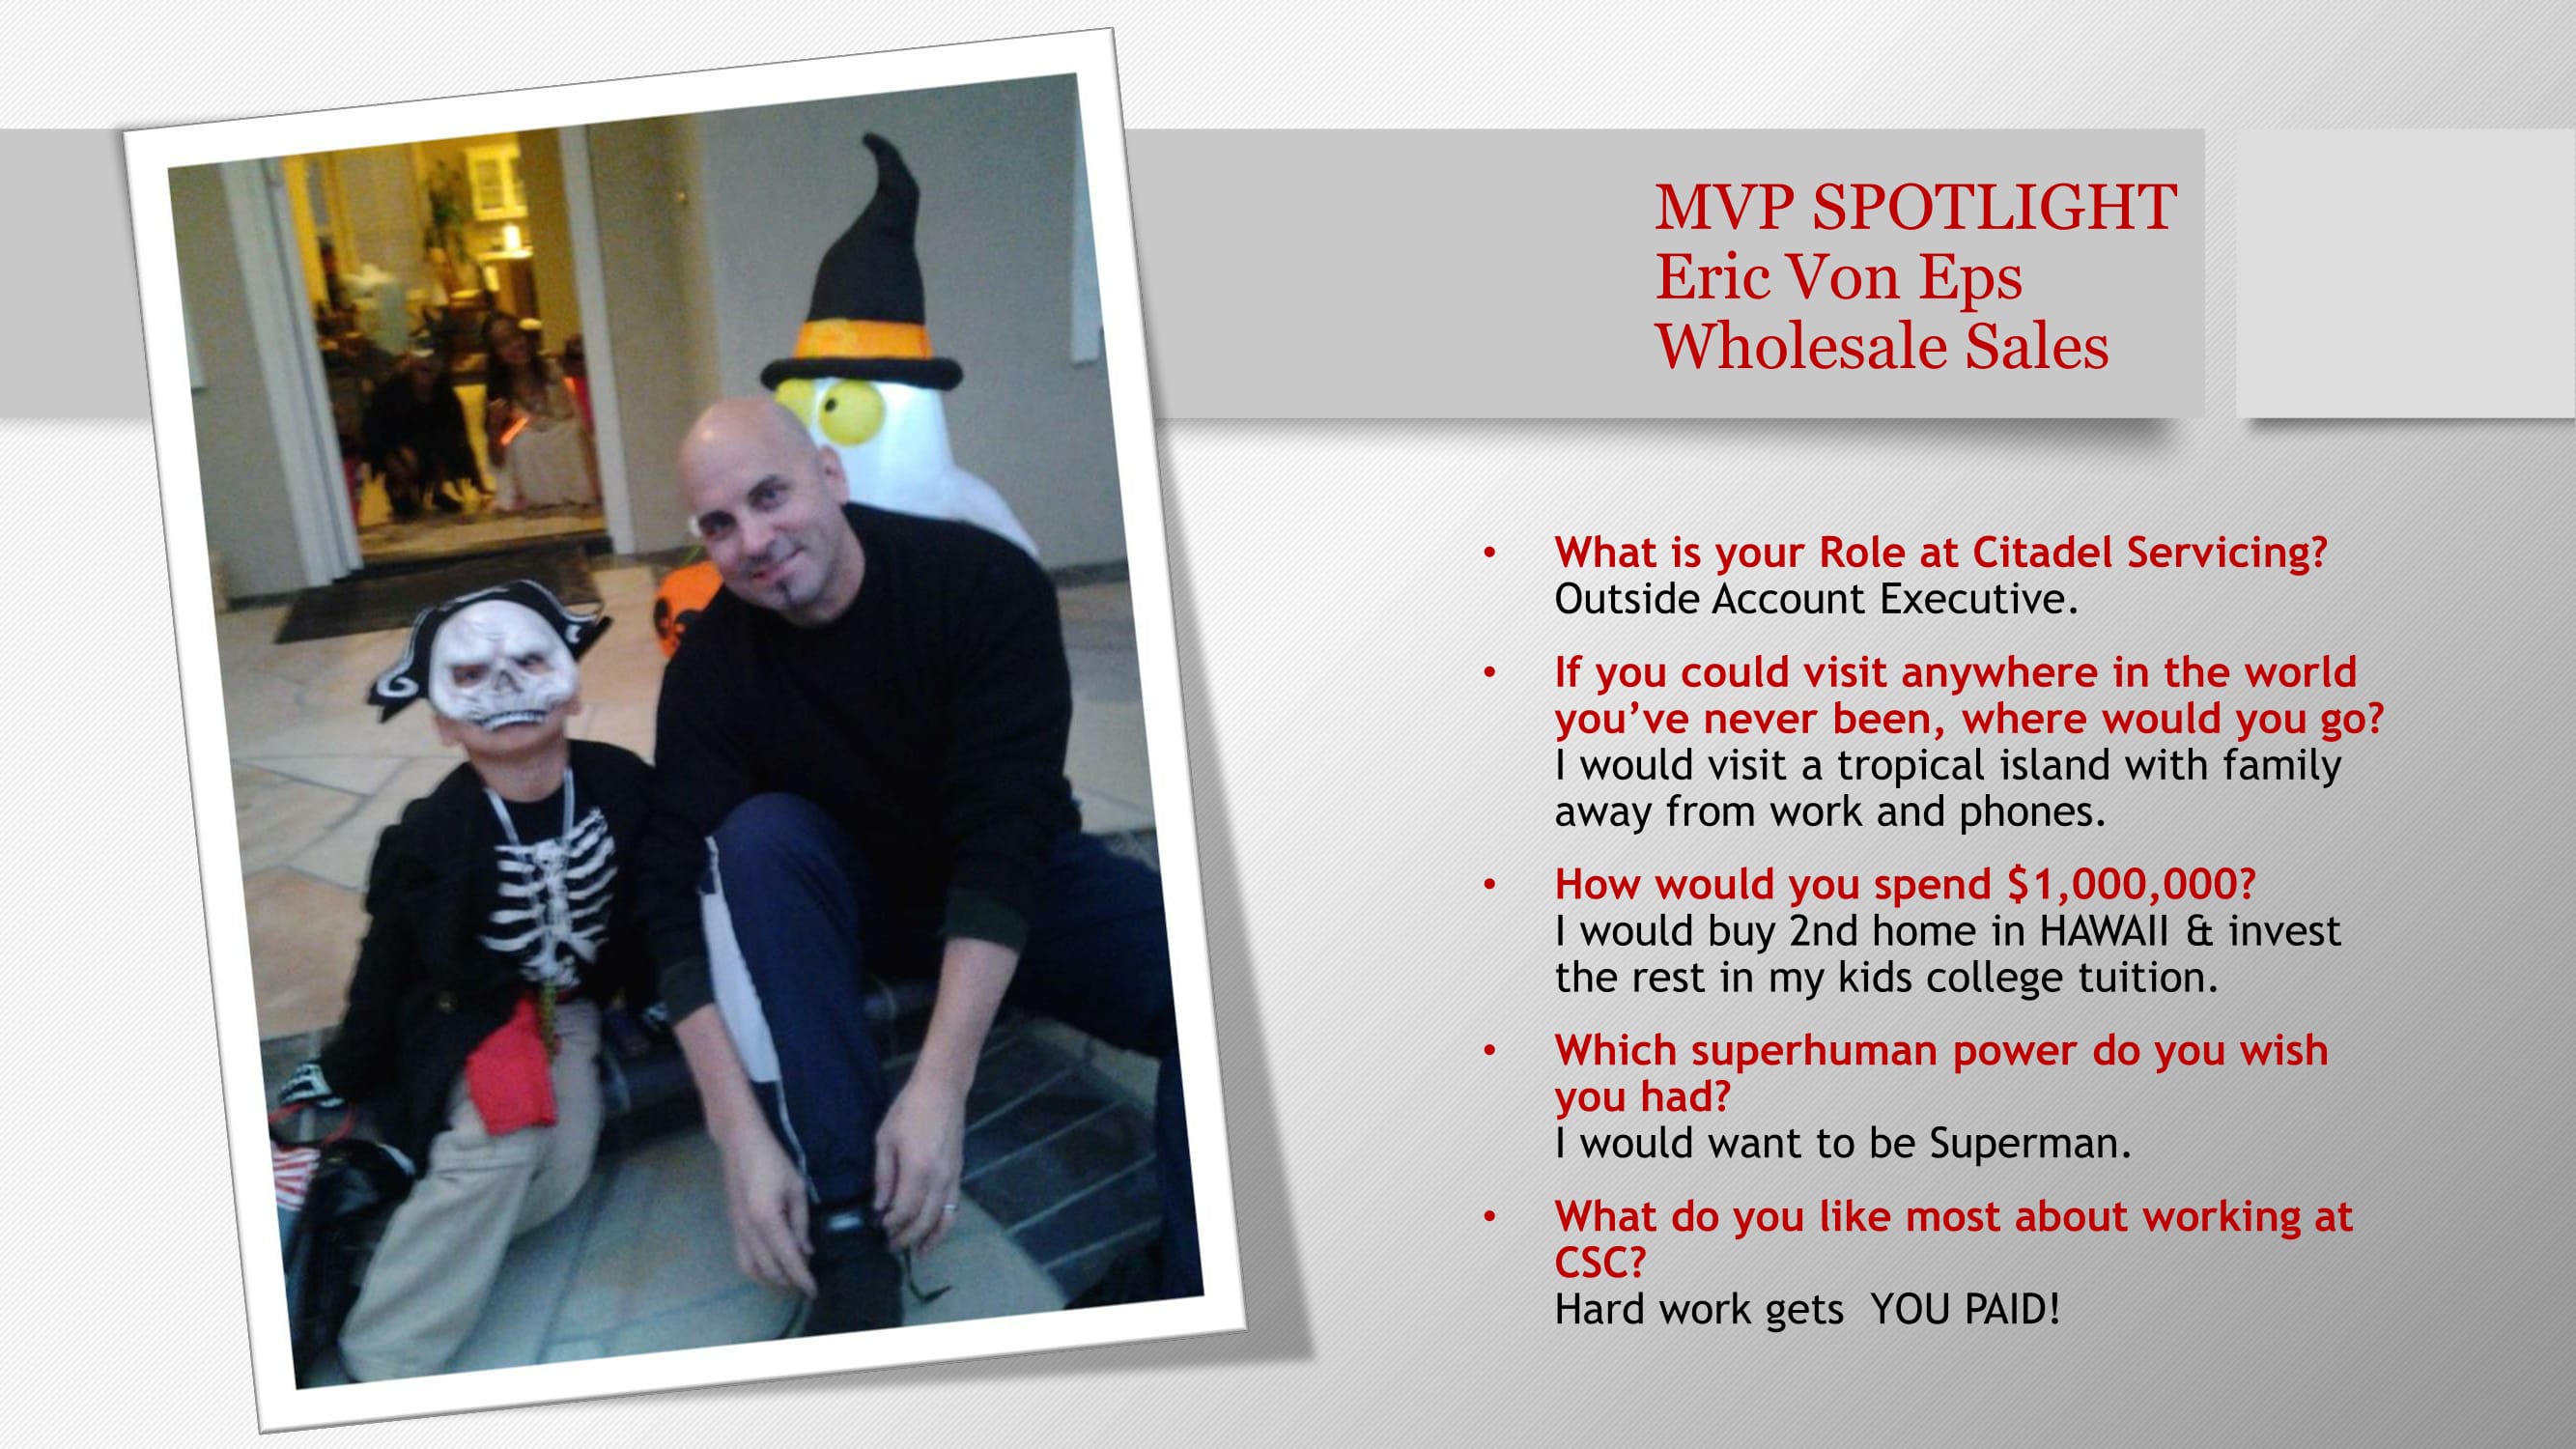 MVP SPOTLIGHT
Eric Von Eps
Wholesale Sales
• What is your Role at Citadel Servicing?
Outside Account Executive.
• If you could visit anywhere in the world
you’ve never been, where would you go?
I would visit a tropical island with family
away from work and phones.
• How would you spend $1,000,000?
I would buy 2nd home in HAWAII & invest
the rest in my kids college tuition.
• Which superhuman power do you wish
you had?
I would want to be Superman.
• What do you like most about working at
CSC?
Hard work gets  YOU PAID!